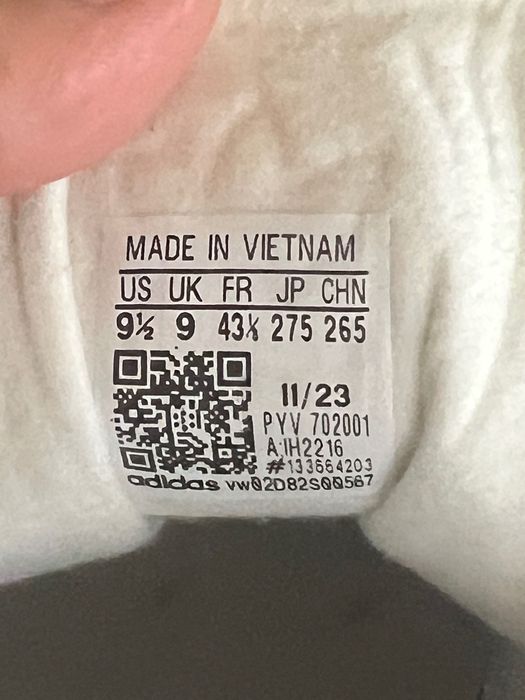 MADE IN VIETNAM
US UK FR JP CHN
9½ 9 43⅓ 275 265
11/23
PYV 702001
A:IH2216
#133664203
adidas VW02D82S00567